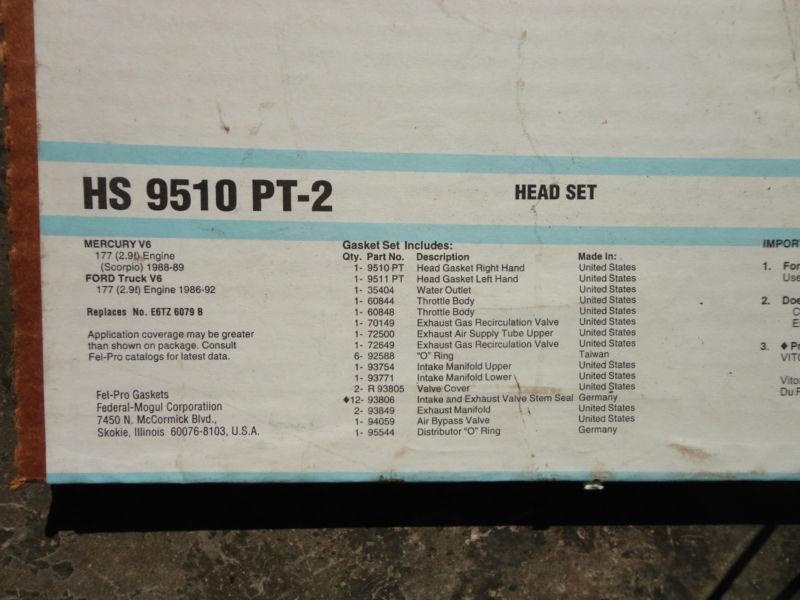 HS 9510 PT-2
HEAD SET
MERCURY V6
177 (2.9ℓ) Engine
(Scorpio) 1988-89
FORD Truck V6
177 (2.9ℓ) Engine 1986-92
Replaces No. E6TZ 6079 B
Application coverage may be greater
than shown on package. Consult
Fel-Pro catalogs for latest data.
Fel-Pro Gaskets
Federal-Mogul Corporatiion
7450 N. McCormick Blvd.,
Skokie, Illinois 60076-8103, U.S.A.
Gasket Set Includes:
Qty. Part No. Description Made In:
1- 9510 PT Head Gasket Right Hand United States
1- 9511 PT Head Gasket Left Hand United States
1- 35404 Water Outlet United States
1- 60844 Throttle Body United States
1- 60848 Throttle Body United States
1- 70149 Exhaust Gas Recirculation Valve United States
1- 72500 Exhaust Air Supply Tube Upper United States
1- 72649 Exhaust Gas Recirculation Valve United States
6- 92588 "O" Ring Taiwan
1- 93754 Intake Manifold Upper United States
1- 93771 Intake Manifold Lower United States
2- R 93805 Valve Cover United States
♦12- 93806 Intake and Exhaust Valve Stem Seal Germany
2- 93849 Exhaust Manifold United States
1- 94059 Air Bypass Valve United States
1- 95544 Distributor "O" Ring Germany
IMPOR
1. For
Use
2. Doe
C
E
3. ♦ Pr
VITO
Vito
Du P